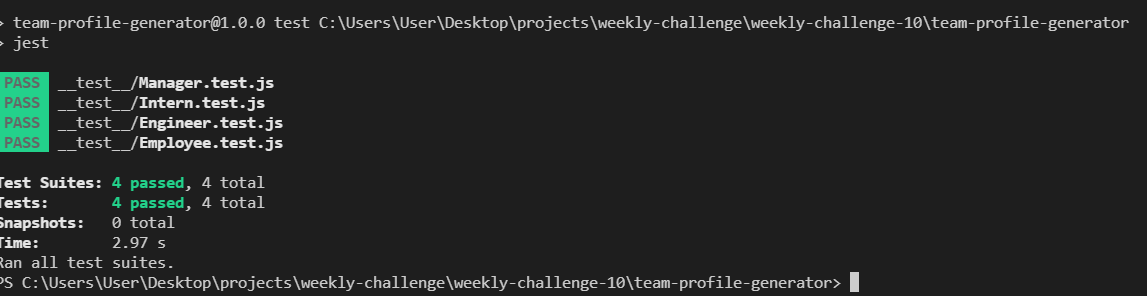 > team-profile-generator@1.0.0 test C:\Users\User\Desktop\projects\weekly-challenge\weekly-challenge-10\team-profile-generator
> jest
PASS __test__/Manager.test.js
PASS __test__/Intern.test.js
PASS __test__/Engineer.test.js
PASS __test__/Employee.test.js
Test Suites: 4 passed, 4 total
Tests: 4 passed, 4 total
Snapshots: 0 total
Time: 2.97 s
Ran all test suites.
PS C:\Users\User\Desktop\projects\weekly-challenge\weekly-challenge-10\team-profile-generator>